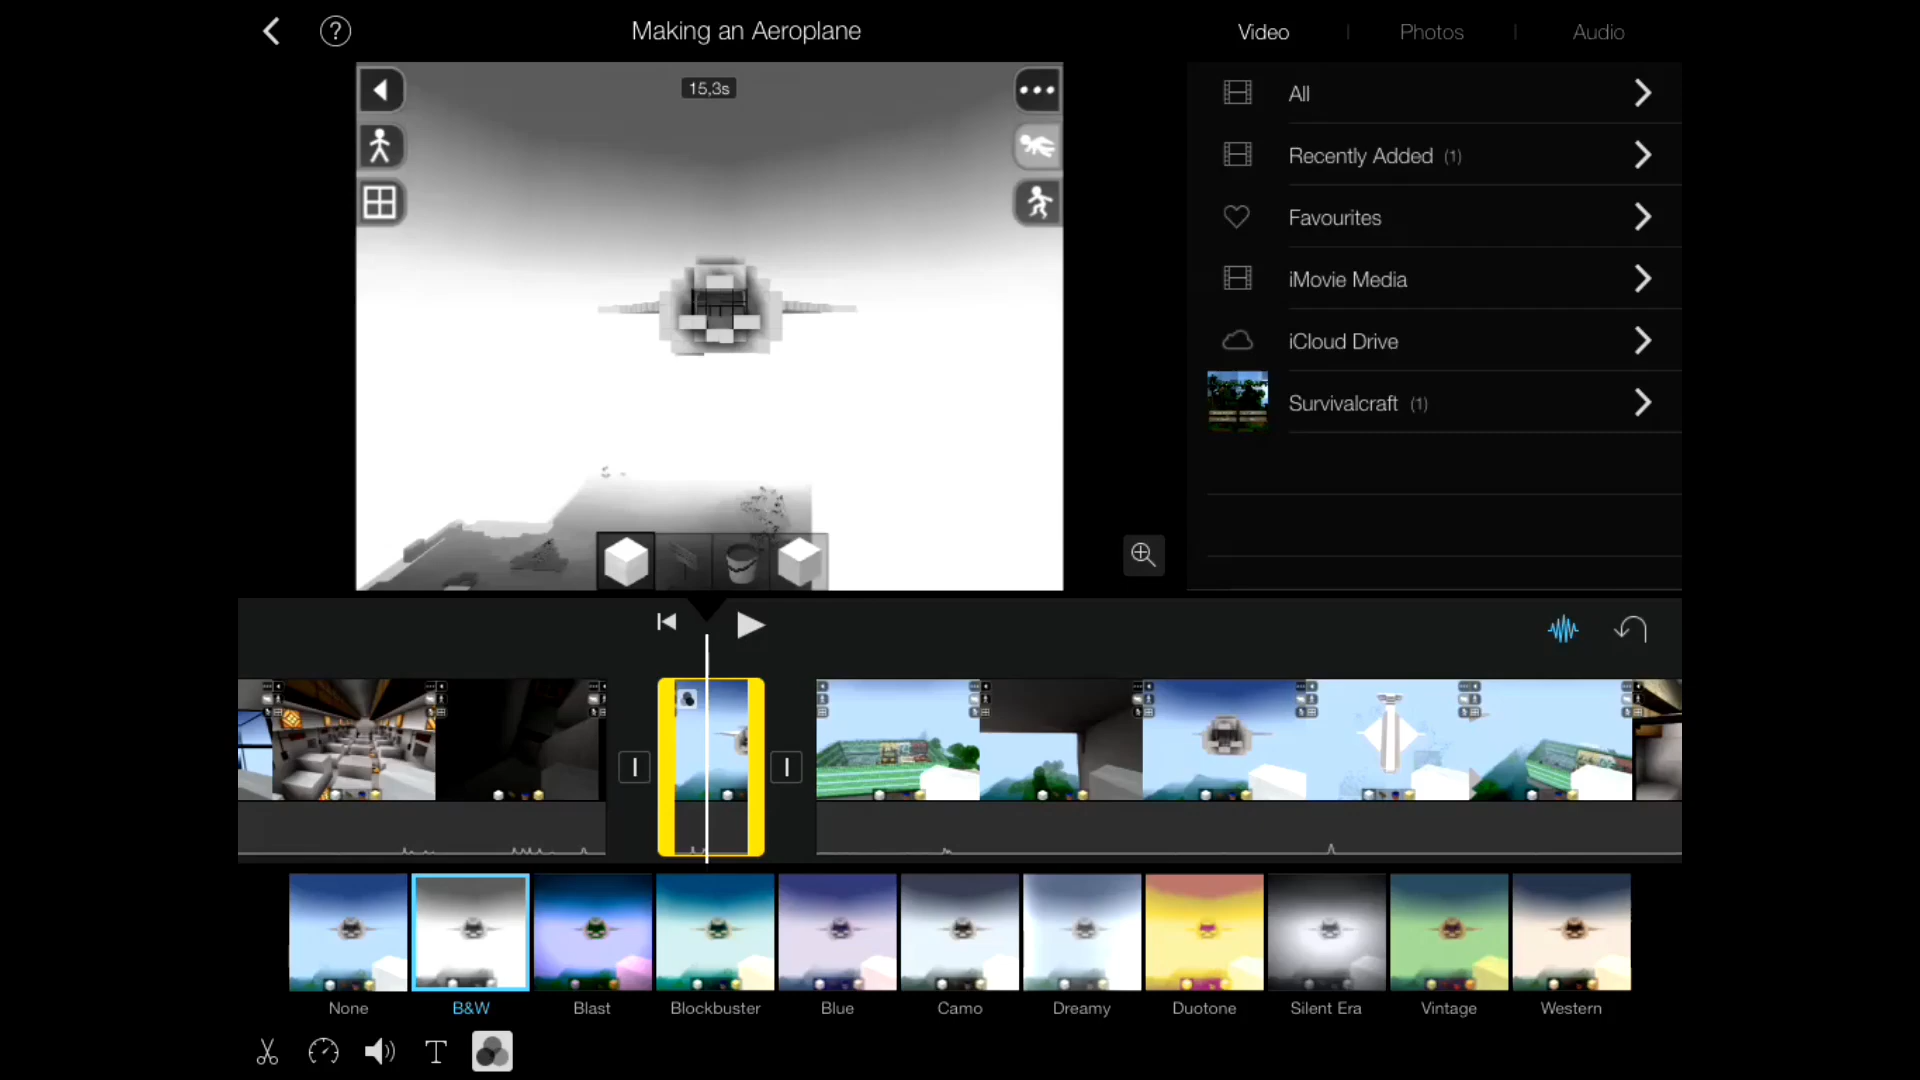 Making an Aeroplane
Video
Photos
Audio
15,3s
All
Recently Added (1)
Favourites
iMovie Media
iCloud Drive
Survivalcraft (1)
None
B&W
Blast
Blockbuster
Blue
Camo
Dreamy
Duotone
Silent Era
Vintage
Western